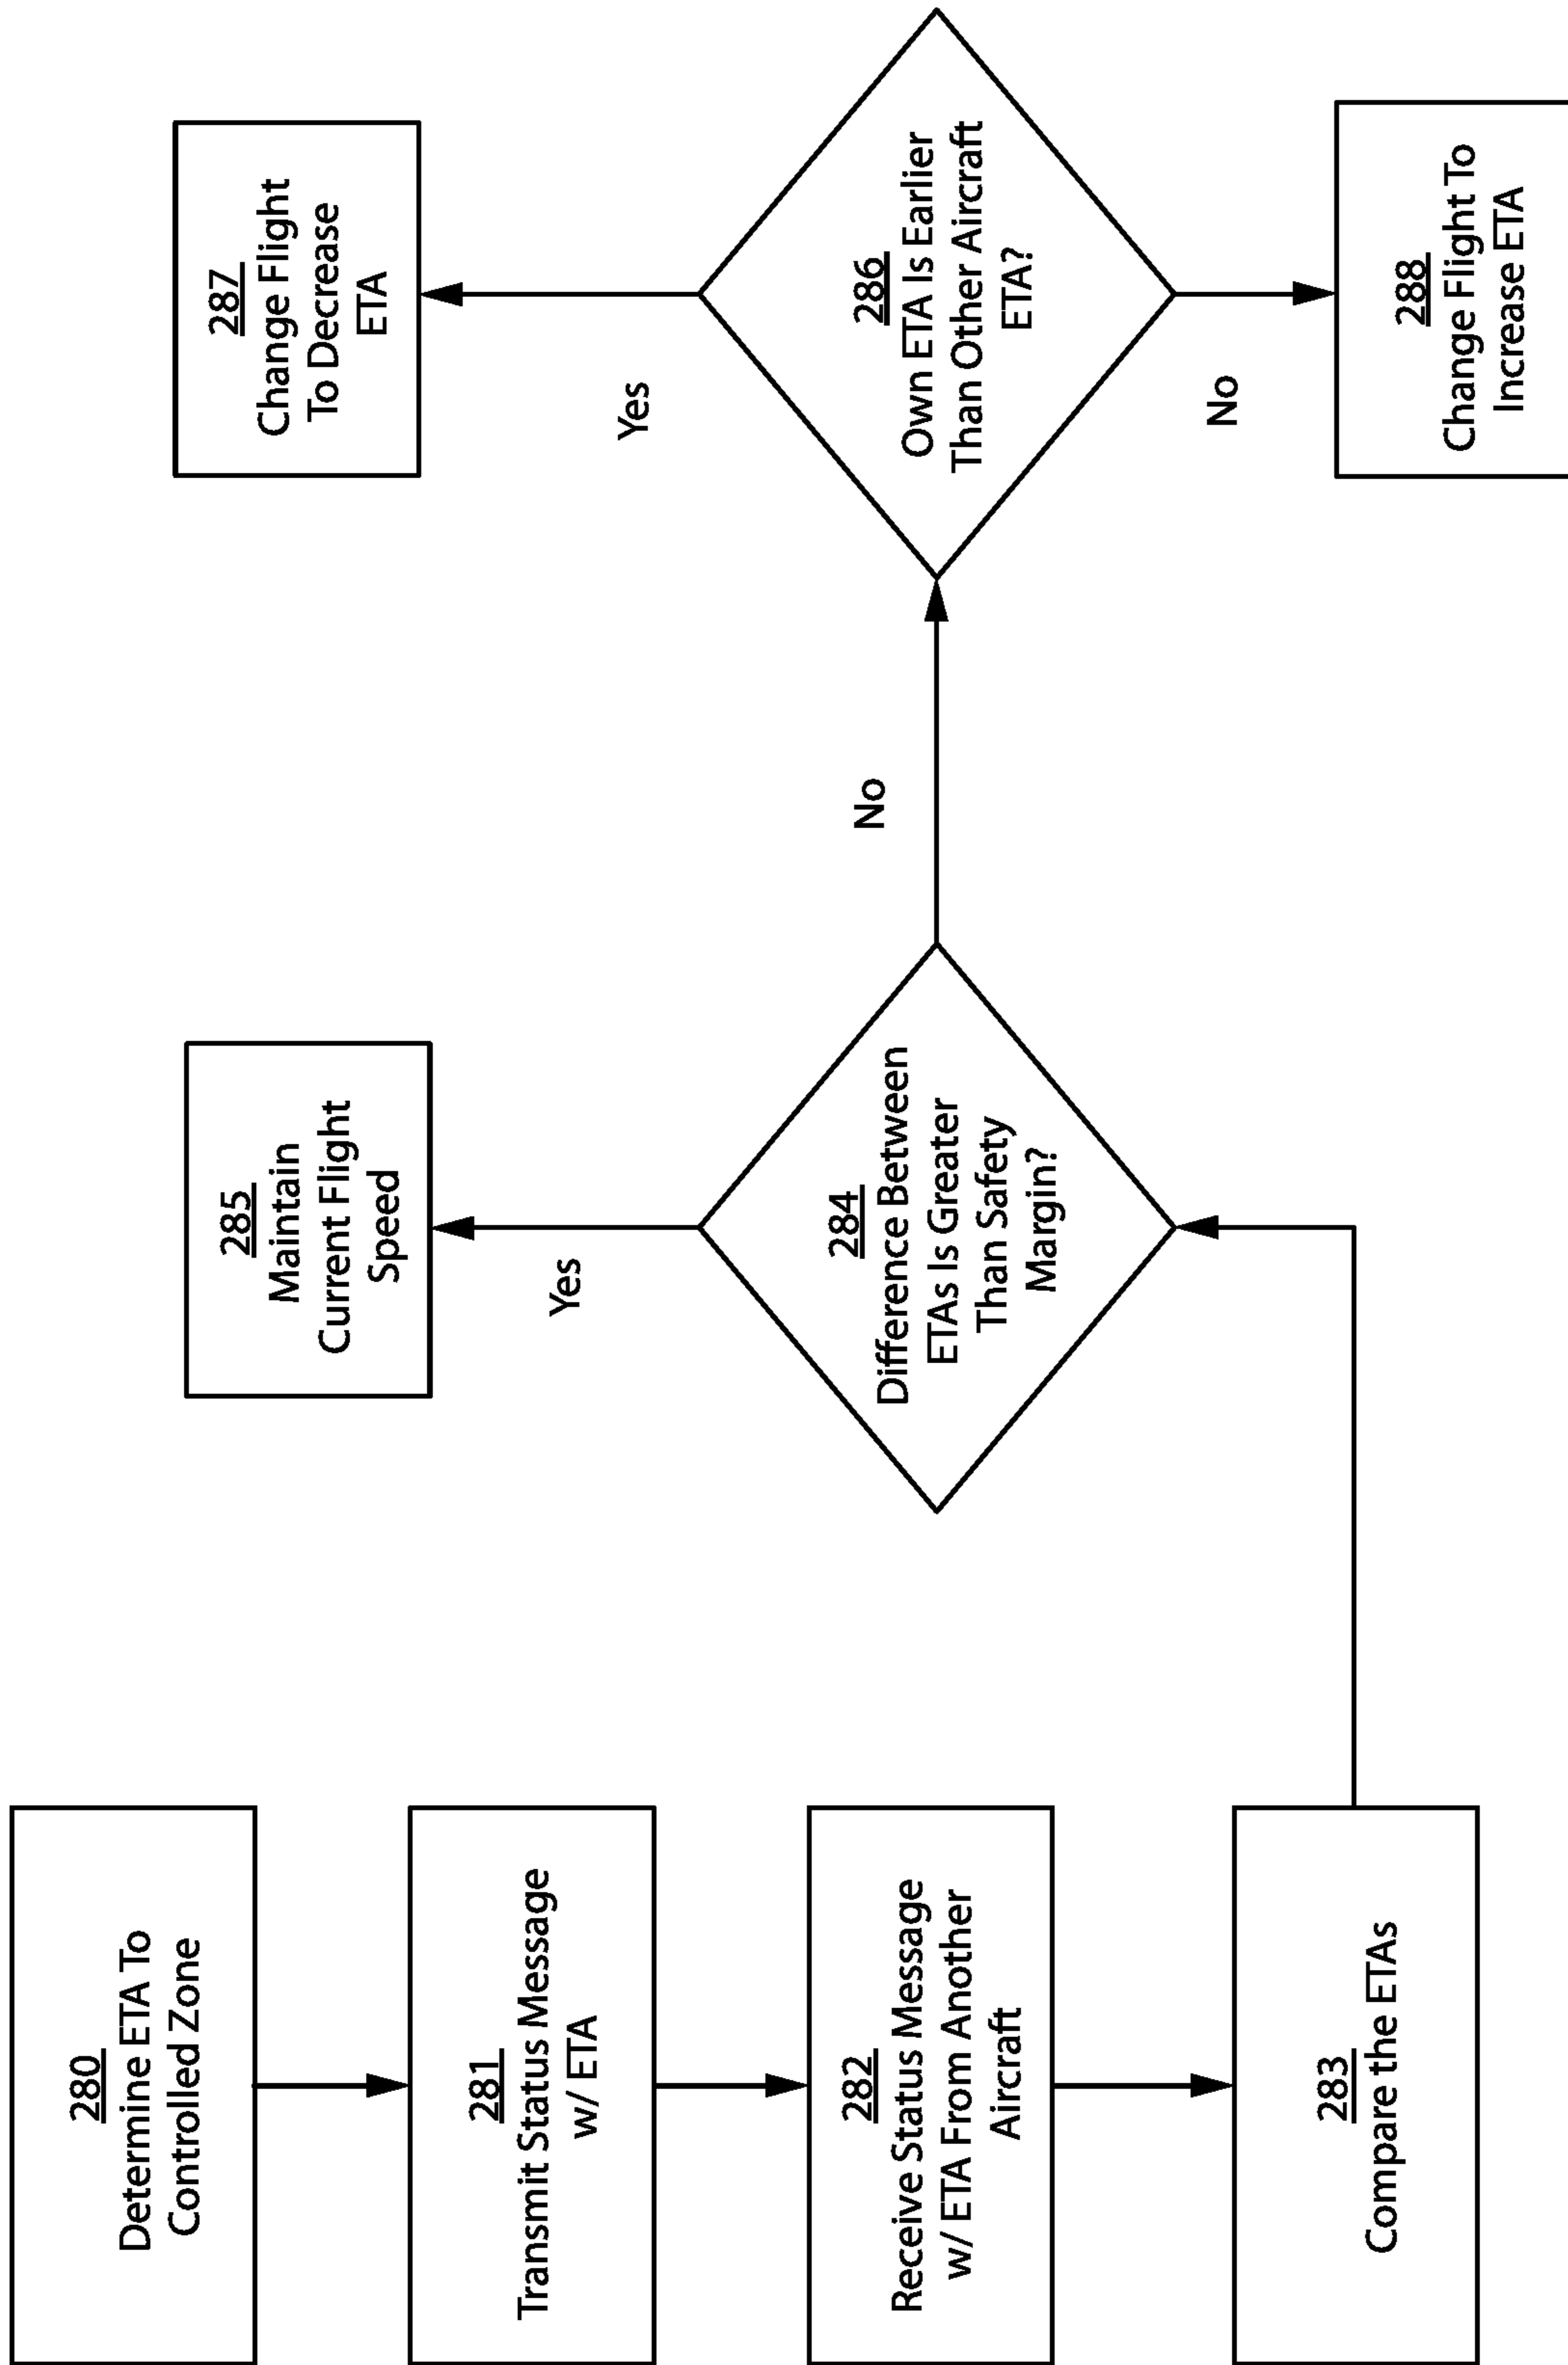 280
Determine ETA To
Controlled Zone
281
Transmit Status Message
w/ ETA
282
Receive Status Message
w/ ETA From Another
Aircraft
283
Compare the ETAs
284
Difference Between
ETAs Is Greater
Than Safety
Margin?
Yes
285
Maintain
Current Flight
Speed
No
286
Own ETA Is Earlier
Than Other Aircraft
ETA?
Yes
287
Change Flight
To Decrease
ETA
No
288
Change Flight To
Increase ETA